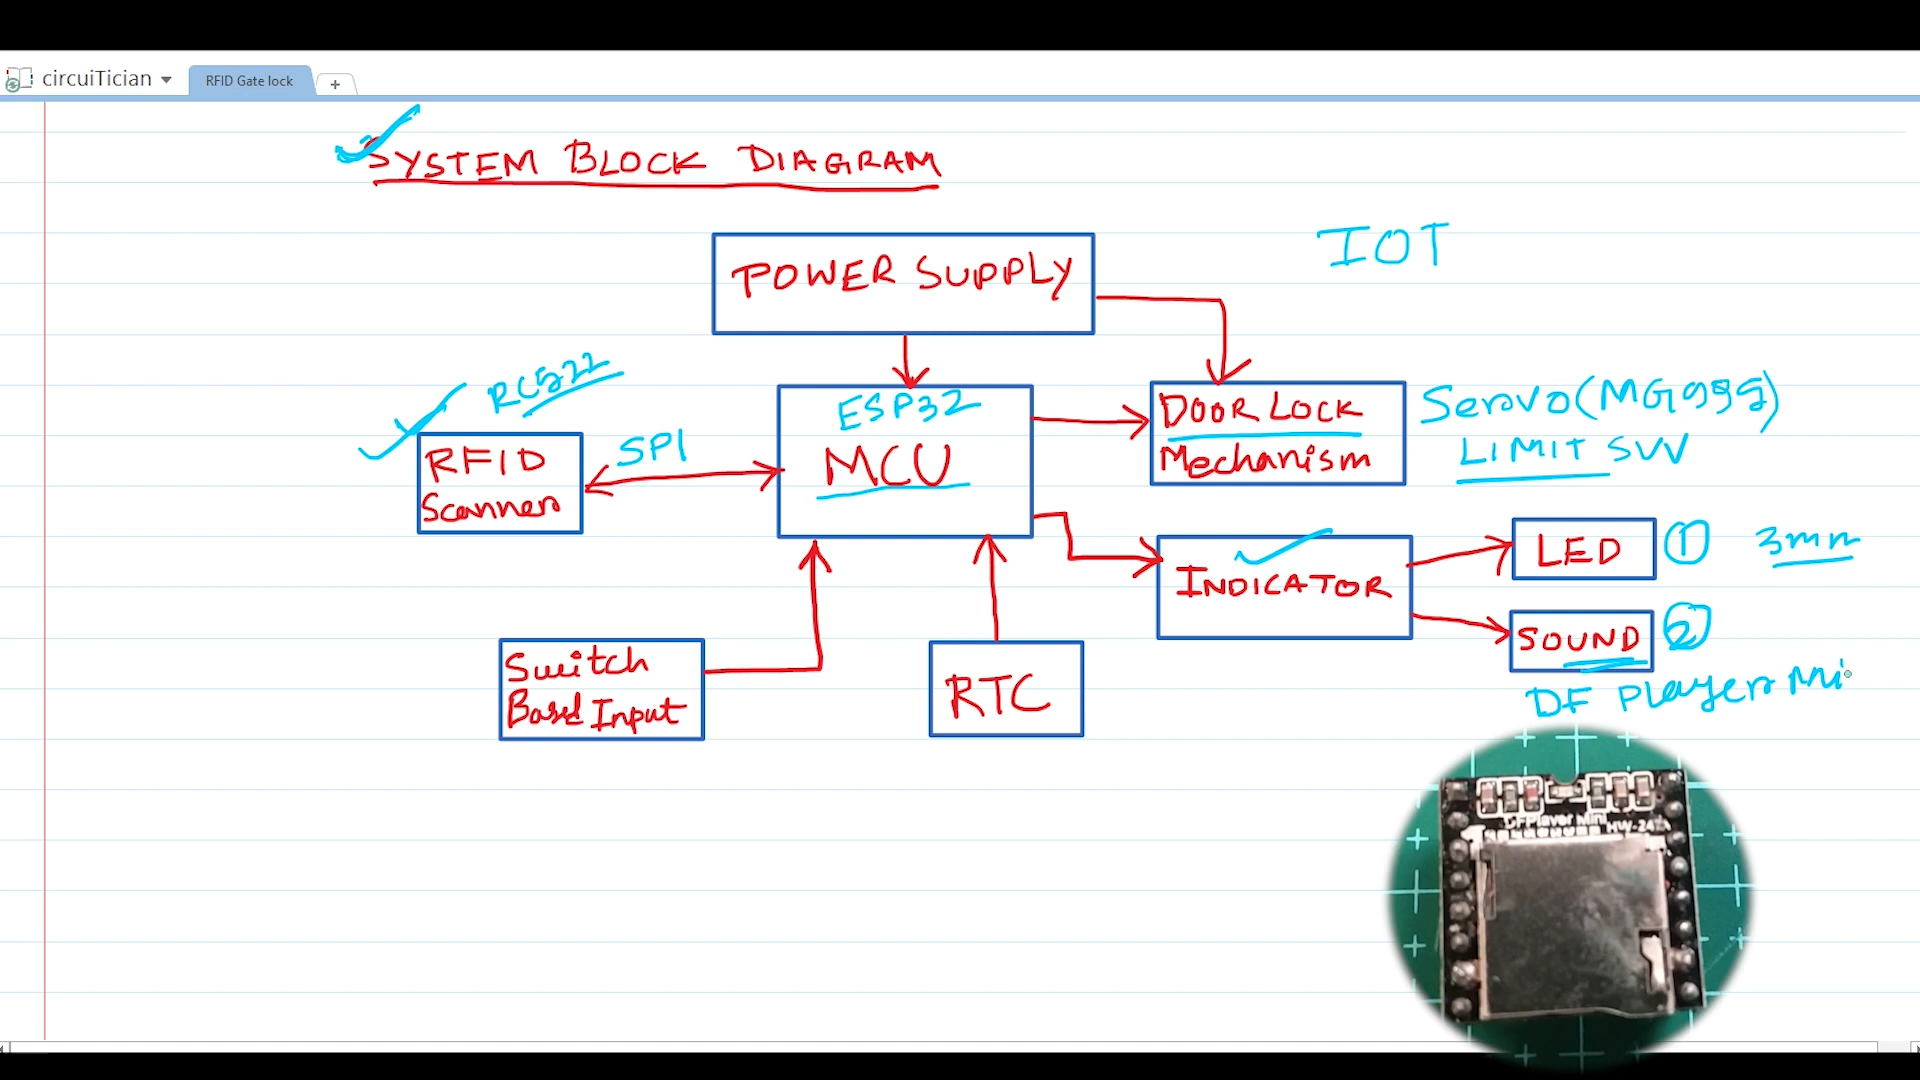 circuiTician
RFID Gate lock
+
SYSTEM BLOCK DIAGRAM
IOT
POWER SUPPLY
RC522
ESP32
MCU
SPI
RFID
Scanner
DOOR LOCK
Mechanism
Servo(MG995)
LIMIT SW
INDICATOR
LED
1
3mm
SOUND
2
DF Player Mi
Switch
Based Input
RTC
DFPlayer Mini